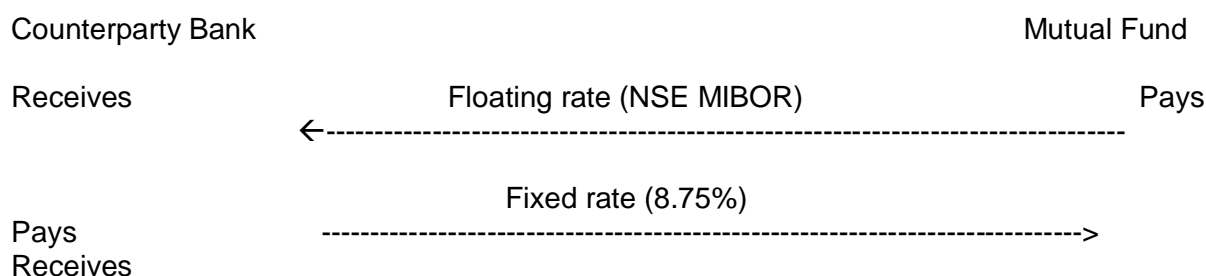 Counterparty Bank Mutual Fund
Receives Floating rate (NSE MIBOR) Pays
←-----------------------------------------------------------------------------------
Fixed rate (8.75%)
Pays ------------------------------------------------------------------------------->
Receives